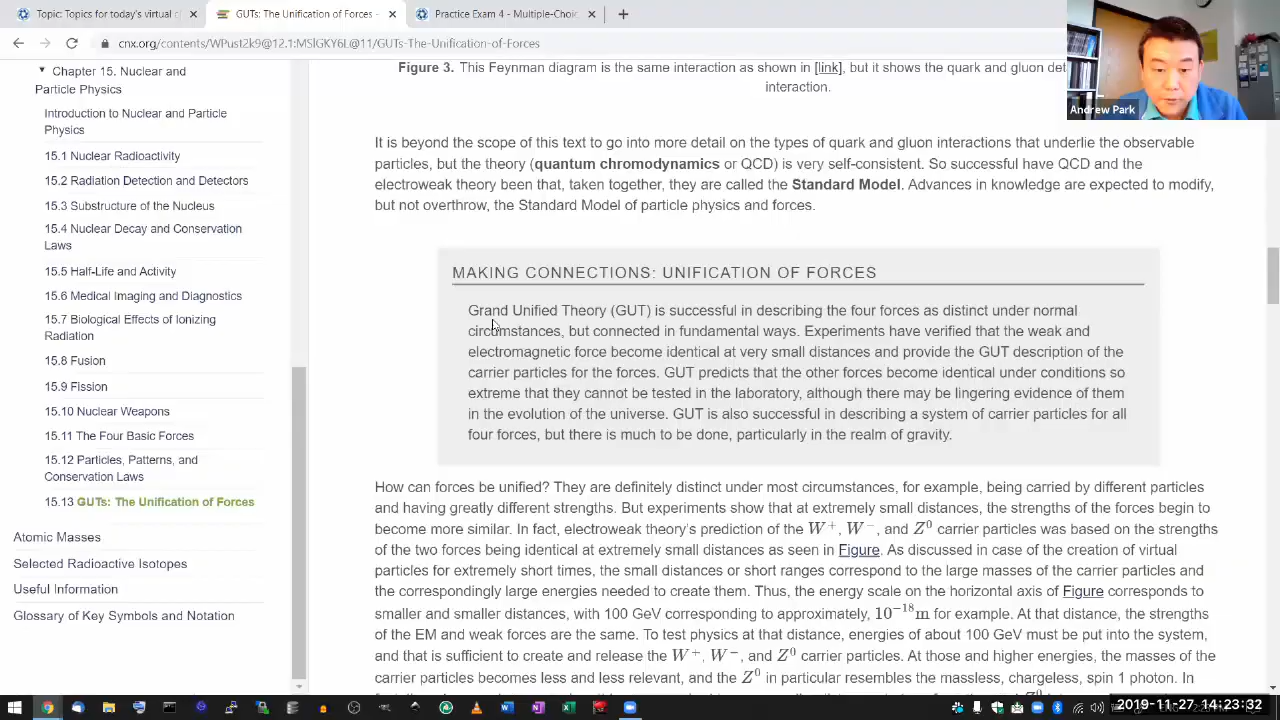 Topic: Topics for today's virtual cl
GUTs: The Unification of Forces
Practice Exam 4 - Multiple-Choic
cnx.org/contents/WPust2k9@12.1:MSlGKY6L@11/GUTs-The-Unification-of-Forces
Andrew Park
Chapter 15. Nuclear and
Particle Physics
Introduction to Nuclear and Particle
Physics
15.1 Nuclear Radioactivity
15.2 Radiation Detection and Detectors
15.3 Substructure of the Nucleus
15.4 Nuclear Decay and Conservation
Laws
15.5 Half-Life and Activity
15.6 Medical Imaging and Diagnostics
15.7 Biological Effects of Ionizing
Radiation
15.8 Fusion
15.9 Fission
15.10 Nuclear Weapons
15.11 The Four Basic Forces
15.12 Particles, Patterns, and
Conservation Laws
15.13 GUTs: The Unification of Forces
Atomic Masses
Selected Radioactive Isotopes
Useful Information
Glossary of Key Symbols and Notation
Figure 3. This Feynman diagram is the same interaction as shown in [link], but it shows the quark and gluon
interaction.
It is beyond the scope of this text to go into more detail on the types of quark and gluon interactions that underlie the observable
particles, but the theory (quantum chromodynamics or QCD) is very self-consistent. So successful have QCD and the
electroweak theory been that, taken together, they are called the Standard Model. Advances in knowledge are expected to modify,
but not overthrow, the Standard Model of particle physics and forces.
MAKING CONNECTIONS: UNIFICATION OF FORCES
Grand Unified Theory (GUT) is successful in describing the four forces as distinct under normal
circumstances, but connected in fundamental ways. Experiments have verified that the weak and
electromagnetic force become identical at very small distances and provide the GUT description of the
carrier particles for the forces. GUT predicts that the other forces become identical under conditions so
extreme that they cannot be tested in the laboratory, although there may be lingering evidence of them
in the evolution of the universe. GUT is also successful in describing a system of carrier particles for all
four forces, but there is much to be done, particularly in the realm of gravity.
How can forces be unified? They are definitely distinct under most circumstances, for example, being carried by different particles
and having greatly different strengths. But experiments show that at extremely small distances, the strengths of the forces begin to
become more similar. In fact, electroweak theory's prediction of the W⁺, W⁻, and Z⁰ carrier particles was based on the strengths
of the two forces being identical at extremely small distances as seen in Figure. As discussed in case of the creation of virtual
particles for extremely short times, the small distances or short ranges correspond to the large masses of the carrier particles and
the correspondingly large energies needed to create them. Thus, the energy scale on the horizontal axis of Figure corresponds to
smaller and smaller distances, with 100 GeV corresponding to approximately, 10⁻¹⁸m for example. At that distance, the strengths
of the EM and weak forces are the same. To test physics at that distance, energies of about 100 GeV must be put into the system,
and that is sufficient to create and release the W⁺, W⁻, and Z⁰ carrier particles. At those and higher energies, the masses of the
carrier particles becomes less and less relevant, and the Z⁰ in particular resembles the massless, chargeless, spin 1 photon. In
2019-11-27 14:23:32